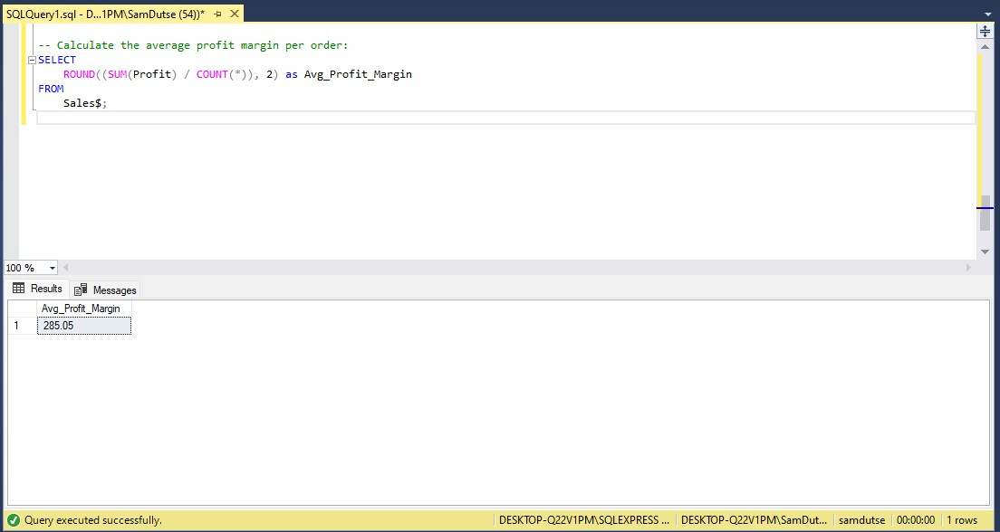 SQLQuery1.sql - D...1PM\SamDutse (54))*
-- Calculate the average profit margin per order:
SELECT
ROUND((SUM(Profit) / COUNT(*)), 2) as Avg_Profit_Margin
FROM
Sales$;
100 %
Results Messages
Avg_Profit_Margin
1 285.05
Query executed successfully. DESKTOP-Q22V1PM\SQLEXPRESS ... DESKTOP-Q22V1PM\SamDut... samdutse 00:00:00 1 rows